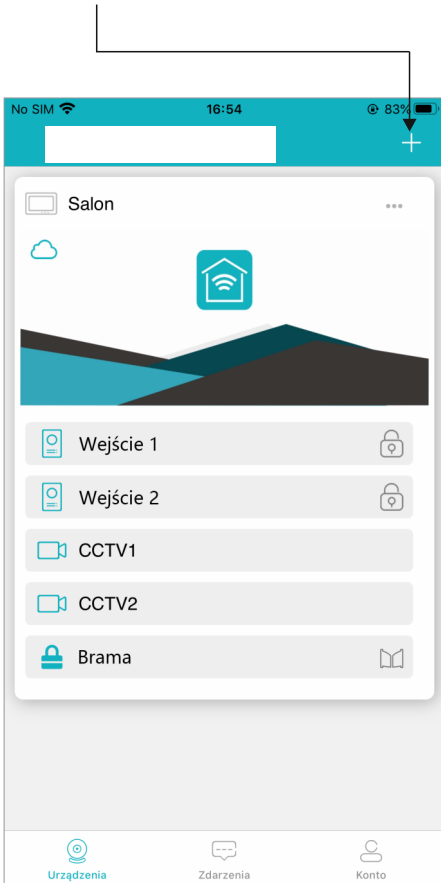 No SIM 16:54 83%
Salon
Wejście 1
Wejście 2
CCTV1
CCTV2
Brama
Urządzenia Zdarzenia Konto